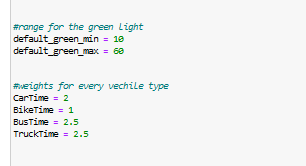 #range for the green Light
default_green_min = 10
default_green_max = 60
#weights for every vechile type
CarTime = 2
BikeTime = 1
BusTime = 2.5
TruckTime = 2.5